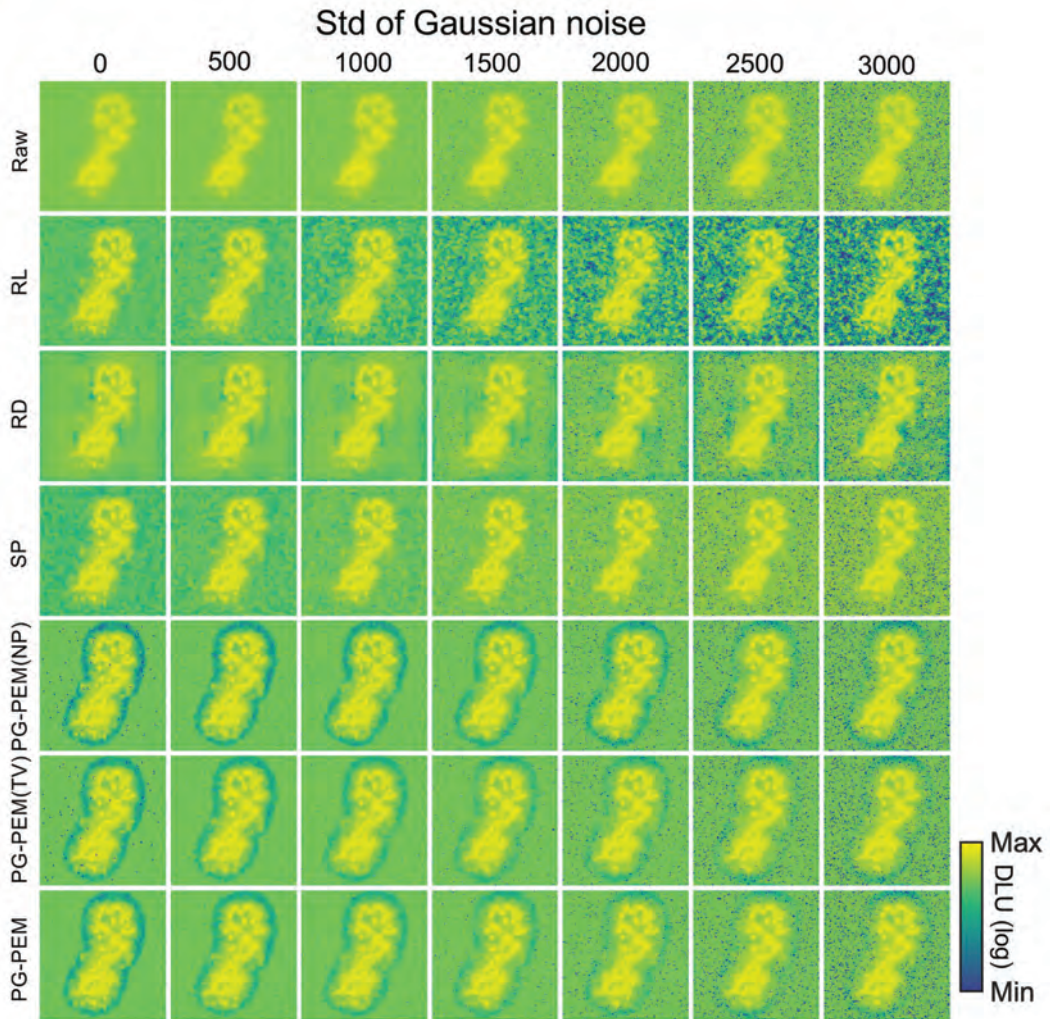 Std of Gaussian noise
0 500 1000 1500 2000 2500 3000
Raw
RL
RD
SP
PG-PEM(NP)
PG-PEM(TV)
PG-PEM
Max
DLU (log)
Min